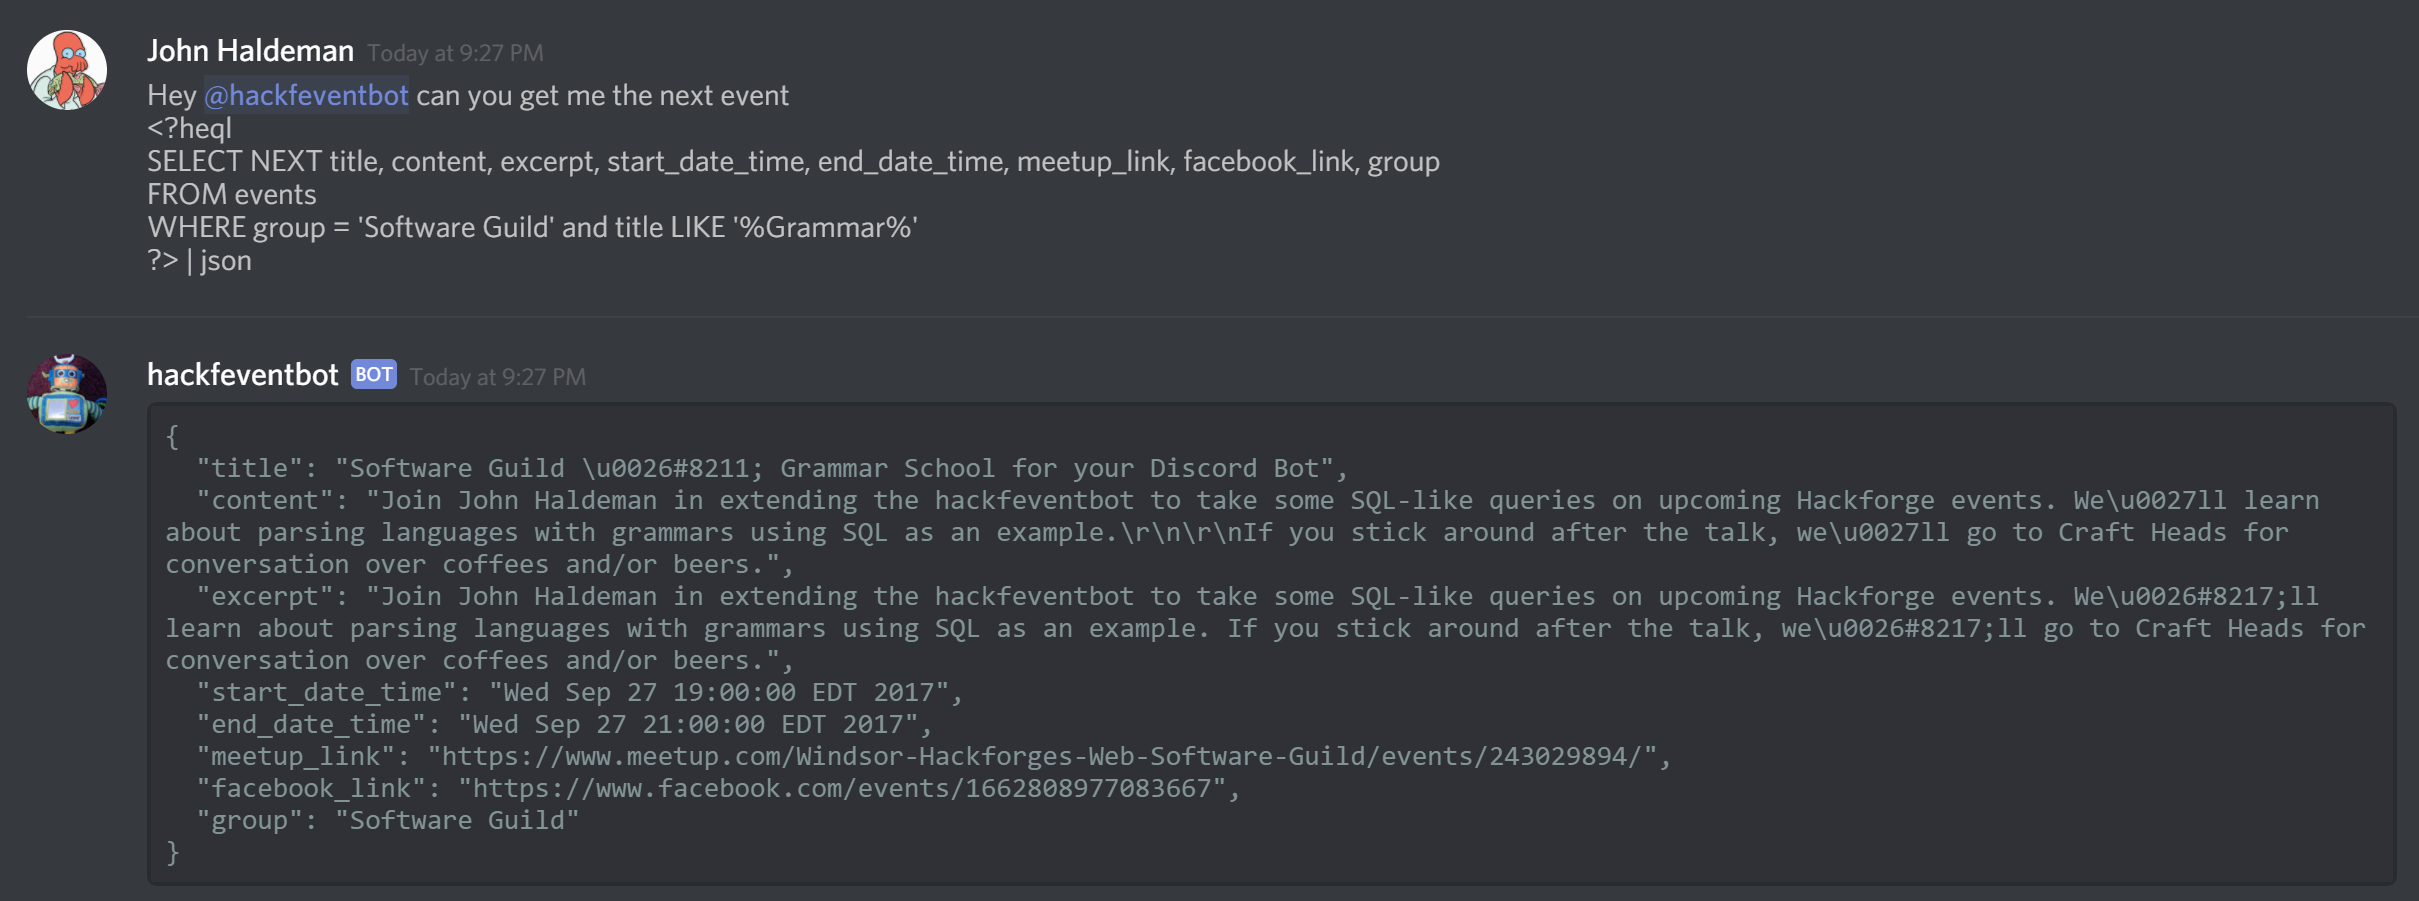 John Haldeman Today at 9:27 PM
Hey @hackfeventbot can you get me the next event
<?heql
SELECT NEXT title, content, excerpt, start_date_time, end_date_time, meetup_link, facebook_link, group
FROM events
WHERE group = 'Software Guild' and title LIKE '%Grammar%'
?> | json
hackfeventbot BOT Today at 9:27 PM
{
  "title": "Software Guild \u0026#8211; Grammar School for your Discord Bot",
  "content": "Join John Haldeman in extending the hackfeventbot to take some SQL-like queries on upcoming Hackforge events. We\u0027ll learn
about parsing languages with grammars using SQL as an example.\r\n\r\nIf you stick around after the talk, we\u0027ll go to Craft Heads for
conversation over coffees and/or beers.",
  "excerpt": "Join John Haldeman in extending the hackfeventbot to take some SQL-like queries on upcoming Hackforge events. We\u0026#8217;ll
learn about parsing languages with grammars using SQL as an example. If you stick around after the talk, we\u0026#8217;ll go to Craft Heads for
conversation over coffees and/or beers.",
  "start_date_time": "Wed Sep 27 19:00:00 EDT 2017",
  "end_date_time": "Wed Sep 27 21:00:00 EDT 2017",
  "meetup_link": "https://www.meetup.com/Windsor-Hackforges-Web-Software-Guild/events/243029894/",
  "facebook_link": "https://www.facebook.com/events/1662808977083667",
  "group": "Software Guild"
}